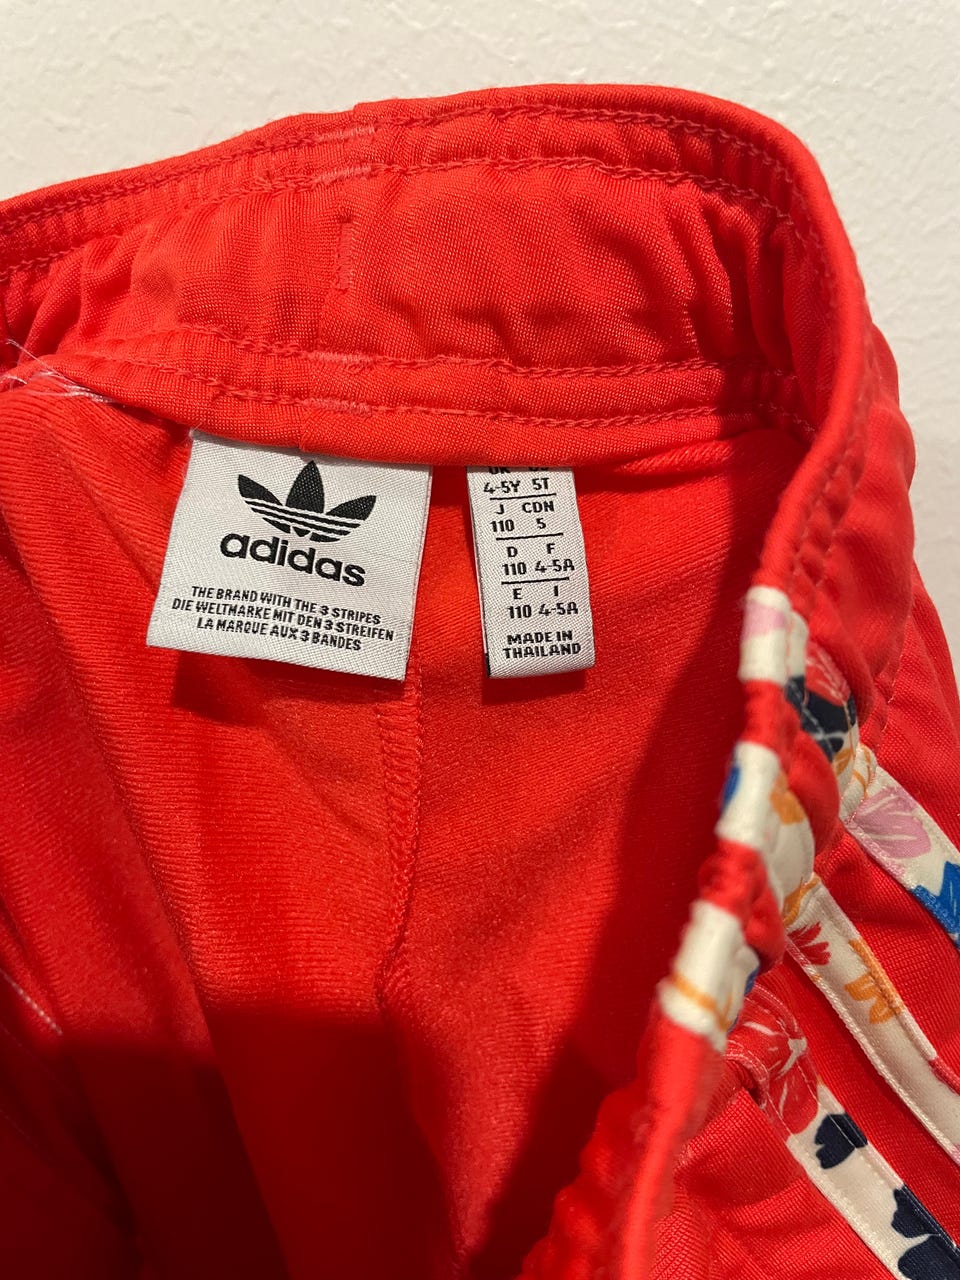 adidas
THE BRAND WITH THE 3 STRIPES
DIE WELTMARKE MIT DEN 3 STREIFEN
LA MARQUE AUX 3 BANDES
UK
4-5Y 5T
J CDN
110 5
D F
110 4-5A
E I
110 4-5A
MADE IN
THAILAND